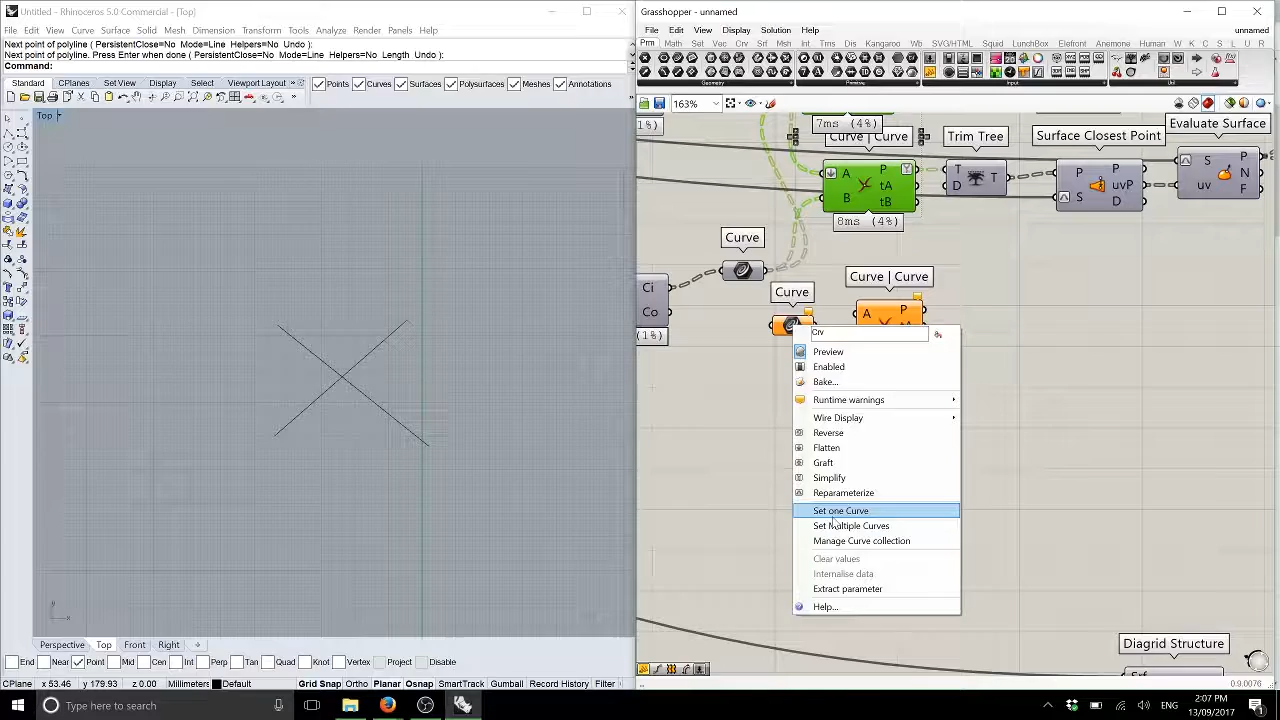 Untitled - Rhinoceros 5.0 Commercial - [Top]
File Edit View Curve Surface Solid Mesh Dimension Transform Tools Analyze Render Panels Help
Next point of polyline ( PersistentClose=No Mode=Line Helpers=No Undo ):
Next point of polyline. Press Enter when done ( PersistentClose=No Mode=Line Helpers=No Length Undo ):
Command:
Standard CPlanes Set View Display Select Viewport Layout
Points Curves Surfaces Polysurfaces Meshes Annotations
Top
Perspective Top Front Right
End Near Point Mid Cen Int Perp Tan Quad Knot Vertex Project Disable
CPlane x 53.46 y 179.93 z 0.00 Millimeters Default Grid Snap Ortho Planar Osnap SmartTrack Gumball Record History Filter
Grasshopper - unnamed
File Edit View Display Solution Help unnamed
Prm Math Set Vec Crv Srf Msh Int Trns Dis Kangaroo Wb SVG/HTML Squid LunchBox Elefront Anemone Human W K C S L U R
Geometry Primitive Input Util
163%
1%)
7ms (4%)
Curve | Curve
Trim Tree
Surface Closest Point
Evaluate Surface
A B P tA tB
T D T
P S P uvP D
S uv P N F
8ms (4%)
Curve
Ci
Co
(1%)
Curve
Curve | Curve
A P
Crv
Preview
Enabled
Bake...
Runtime warnings
Wire Display
Reverse
Flatten
Graft
Simplify
Reparameterize
Set one Curve
Set Multiple Curves
Manage Curve collection
Clear values
Internalise data
Extract parameter
Help...
Diagrid Structure
0.9.0076
Type here to search
ENG
2:07 PM
13/09/2017